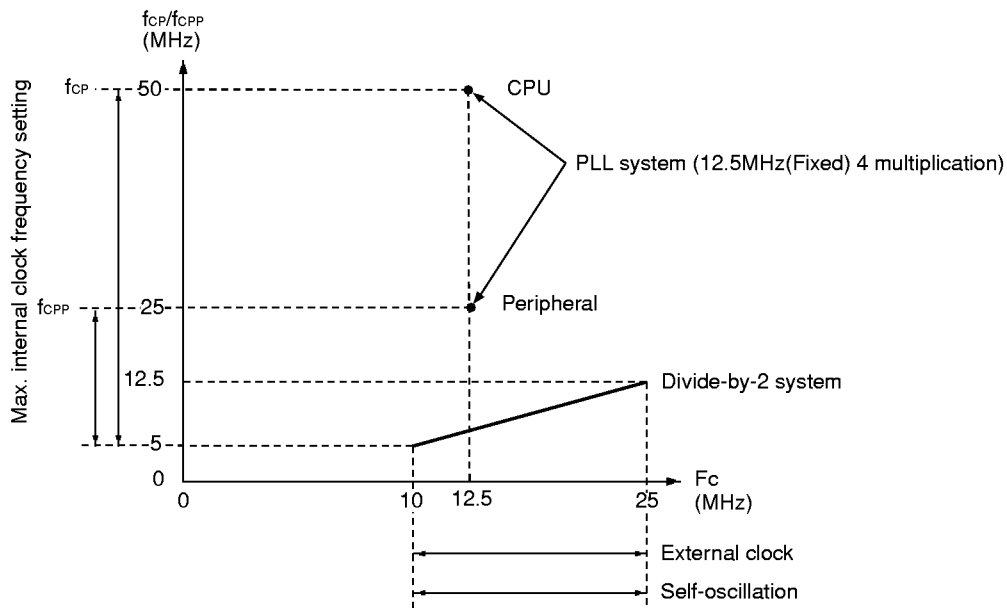 fCP/fCPP
(MHz)
Max. internal clock frequency setting
fCP
50
CPU
PLL system (12.5MHz(Fixed) 4 multiplication)
fCPP
25
Peripheral
12.5
Divide-by-2 system
5
0
Fc
(MHz)
0
10
12.5
25
External clock
Self-oscillation